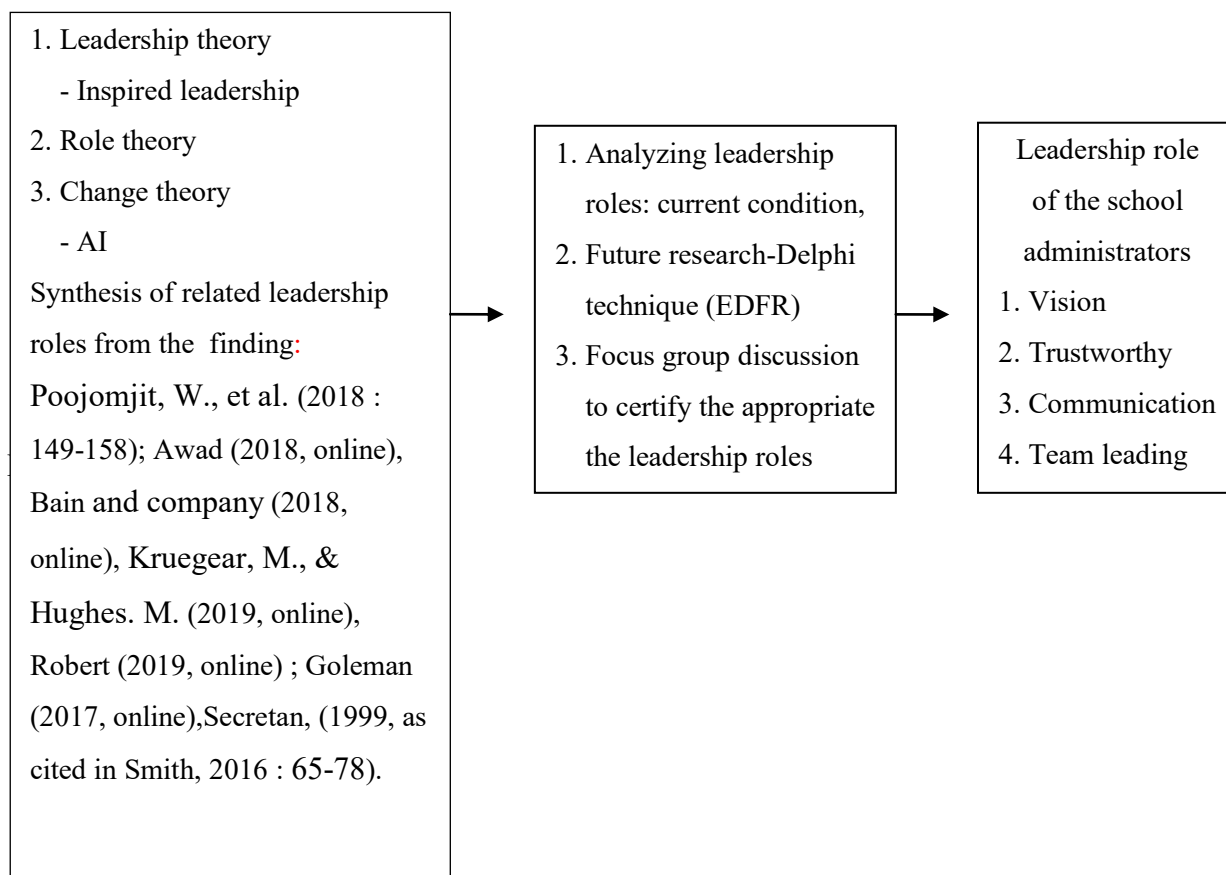 1. Leadership theory
- Inspired leadership
2. Role theory
3. Change theory
- AI
Synthesis of related leadership
roles from the finding:
Poojomjit, W., et al. (2018 :
149-158); Awad (2018, online),
Bain and company (2018,
online), Kruegear, M., &
Hughes. M. (2019, online),
Robert (2019, online) ; Goleman
(2017, online),Secretan, (1999, as
cited in Smith, 2016 : 65-78).
1. Analyzing leadership
roles: current condition,
2. Future research-Delphi
technique (EDFR)
3. Focus group discussion
to certify the appropriate
the leadership roles
Leadership role
of the school
administrators
1. Vision
2. Trustworthy
3. Communication
4. Team leading